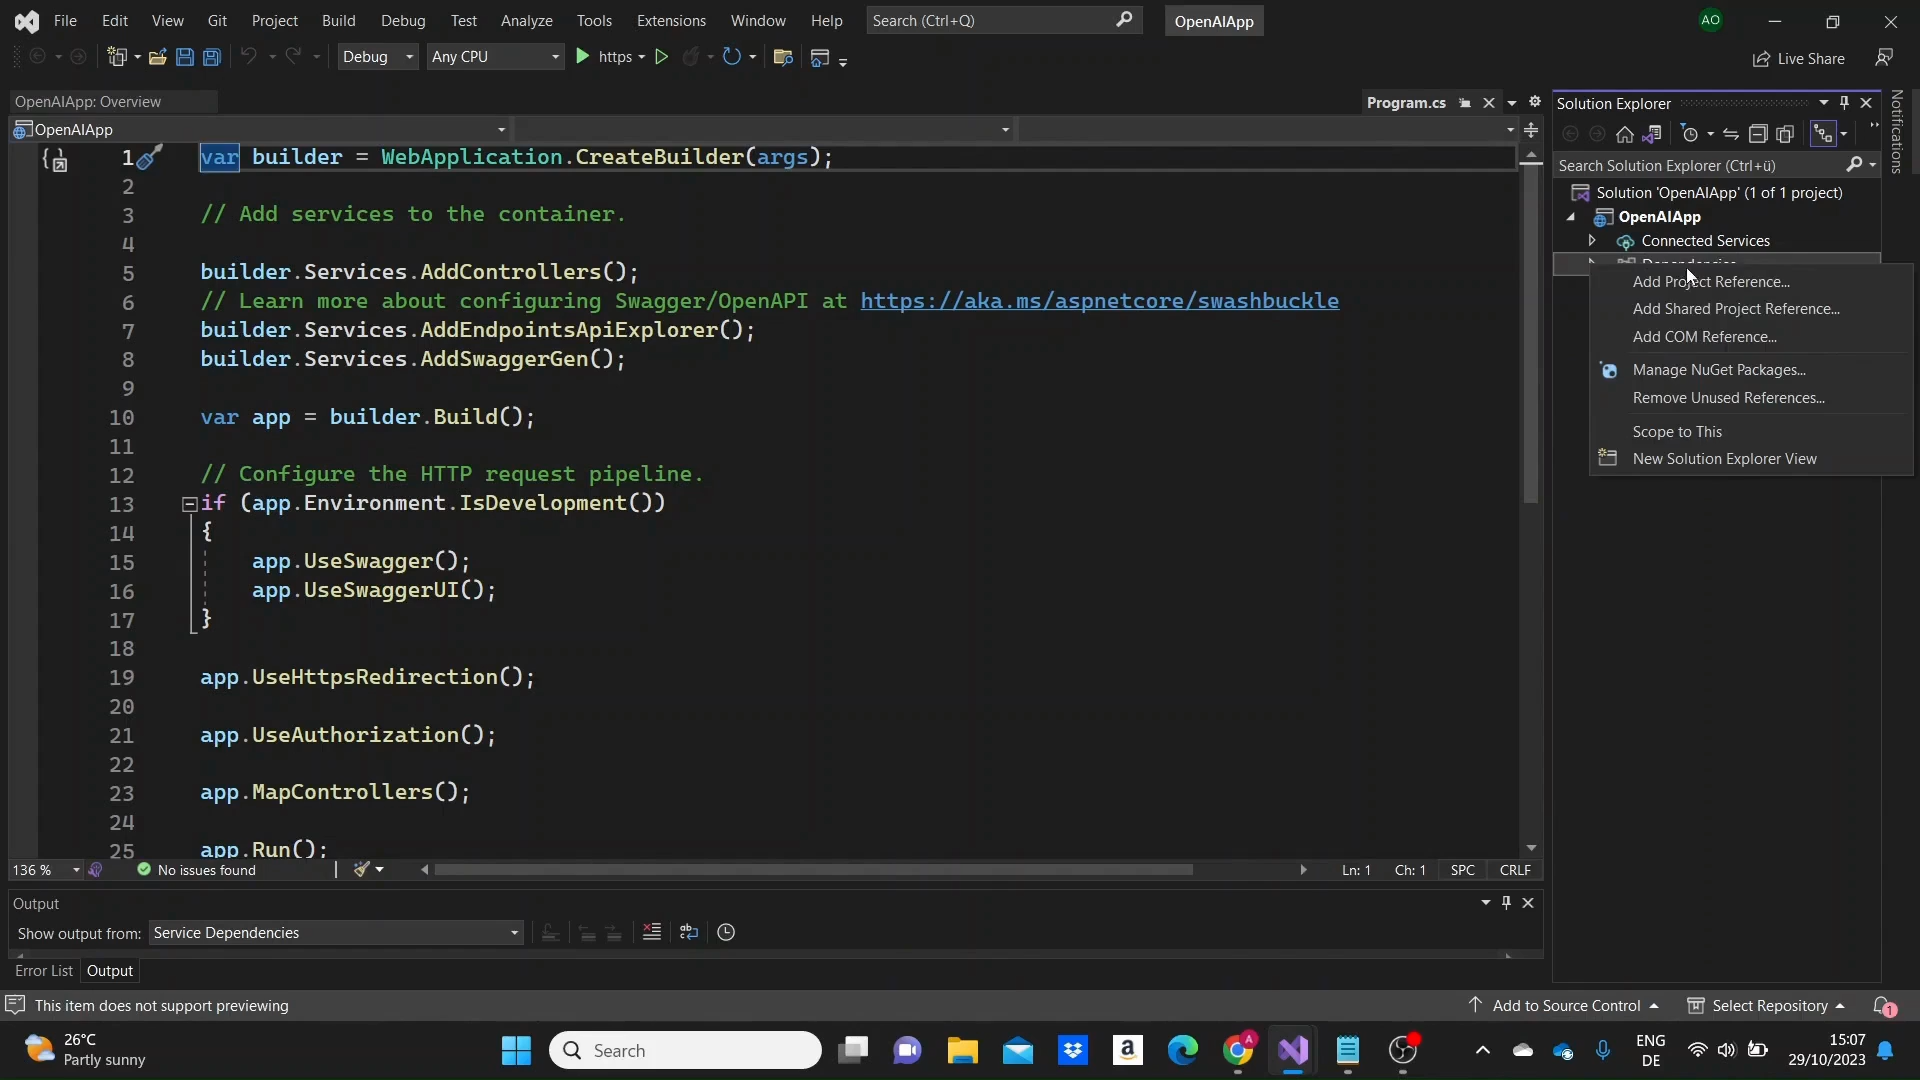 File Edit View Git Project Build Debug Test Analyze Tools Extensions Window Help Search (Ctrl+Q) OpenAIApp AO
Debug Any CPU https Live Share
OpenAIApp: Overview Program.cs
OpenAIApp
1 var builder = WebApplication.CreateBuilder(args);
2
3 // Add services to the container.
4
5 builder.Services.AddControllers();
6 // Learn more about configuring Swagger/OpenAPI at https://aka.ms/aspnetcore/swashbuckle
7 builder.Services.AddEndpointsApiExplorer();
8 builder.Services.AddSwaggerGen();
9
10 var app = builder.Build();
11
12 // Configure the HTTP request pipeline.
13 if (app.Environment.IsDevelopment())
14 {
15 app.UseSwagger();
16 app.UseSwaggerUI();
17 }
18
19 app.UseHttpsRedirection();
20
21 app.UseAuthorization();
22
23 app.MapControllers();
24
25 app.Run();
136 % No issues found Ln: 1 Ch: 1 SPC CRLF
Output
Show output from: Service Dependencies
Error List Output
Solution Explorer
Search Solution Explorer (Ctrl+ü)
Solution 'OpenAIApp' (1 of 1 project)
OpenAIApp
Connected Services
Dependencies
Add Project Reference...
Add Shared Project Reference...
Add COM Reference...
Manage NuGet Packages...
Remove Unused References...
Scope to This
New Solution Explorer View
Notifications
This item does not support previewing Add to Source Control Select Repository 1
26°C
Partly sunny
Search
A
a
ENG
DE
15:07
29/10/2023